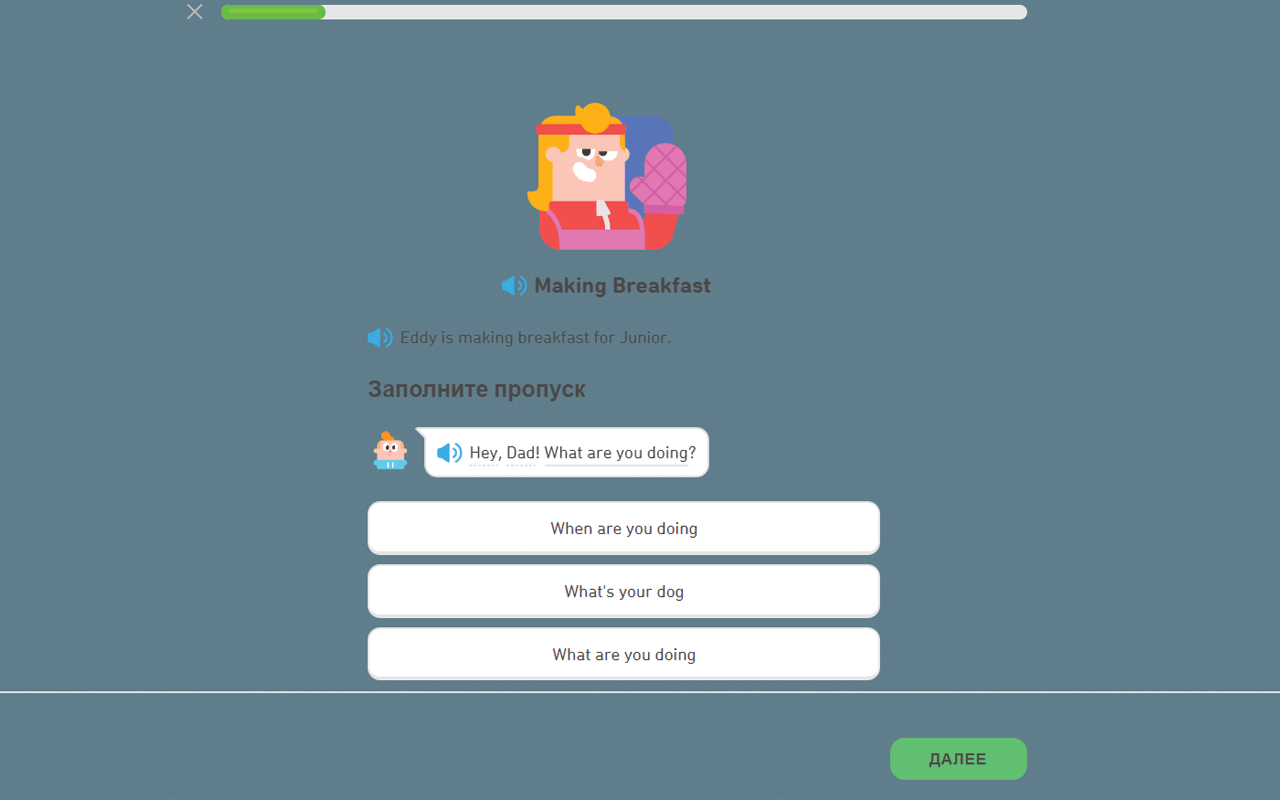 Making Breakfast
Eddy is making breakfast for Junior.
Заполните пропуск
Hey, Dad! What are you doing?
When are you doing
What's your dog
What are you doing
ДАЛЕЕ